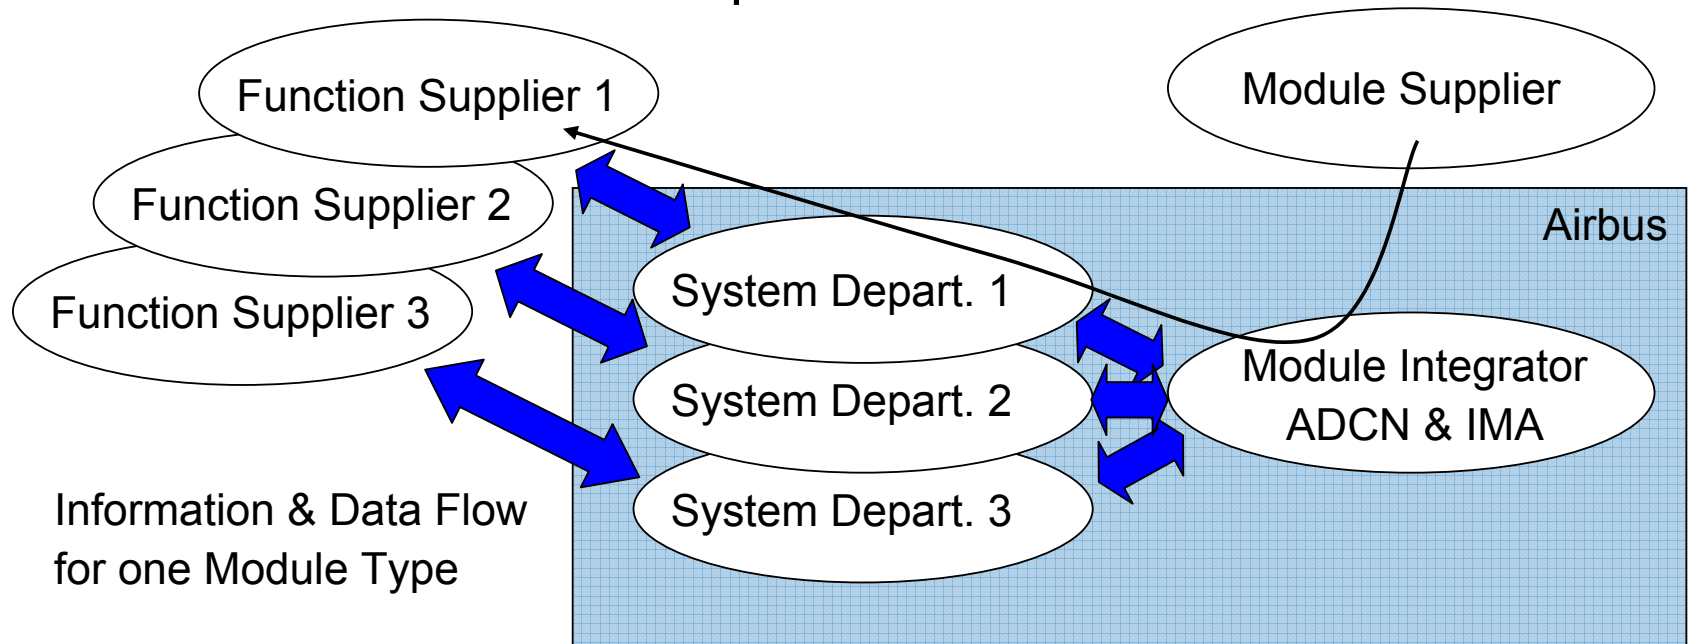 Function Supplier 1
Module Supplier
Function Supplier 2
Airbus
System Depart. 1
Function Supplier 3
Module Integrator
ADCN & IMA
System Depart. 2
System Depart. 3
Information & Data Flow
for one Module Type